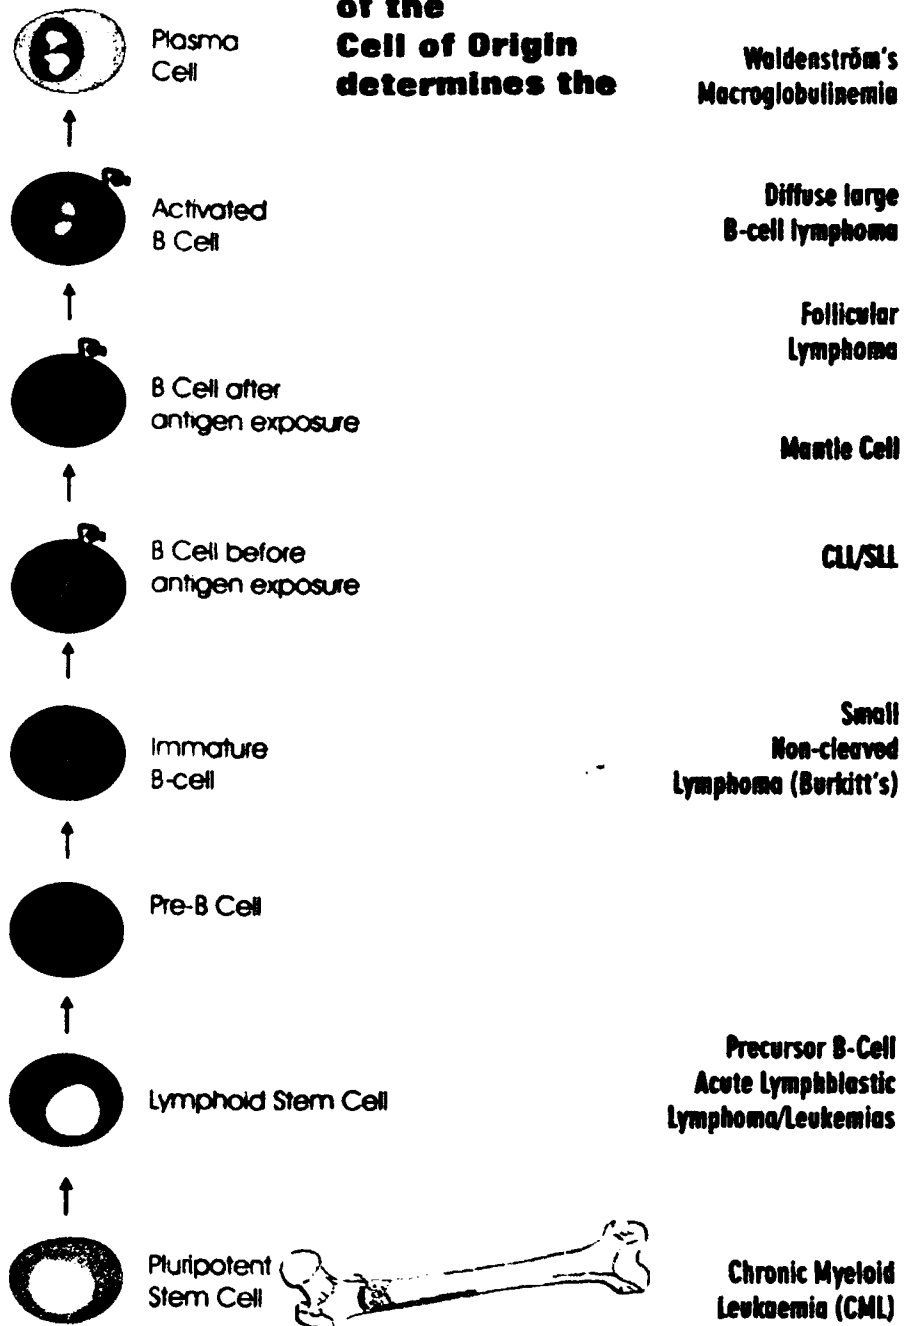 of the
Cell of Origin
determines the
Plasma
Cell
Waldenström's
Macroglobulinemia
Activated
B Cell
Diffuse large
B-cell lymphoma
Follicular
Lymphoma
B Cell after
antigen exposure
Mantle Cell
B Cell before
antigen exposure
CLL/SLL
Immature
B-cell
Small
Non-cleaved
Lymphoma (Burkitt's)
Pre-B Cell
Precursor B-Cell
Acute Lymphblastic
Lymphoma/Leukemias
Lymphoid Stem Cell
Pluripotent
Stem Cell
Chronic Myeloid
Leukaemia (CML)